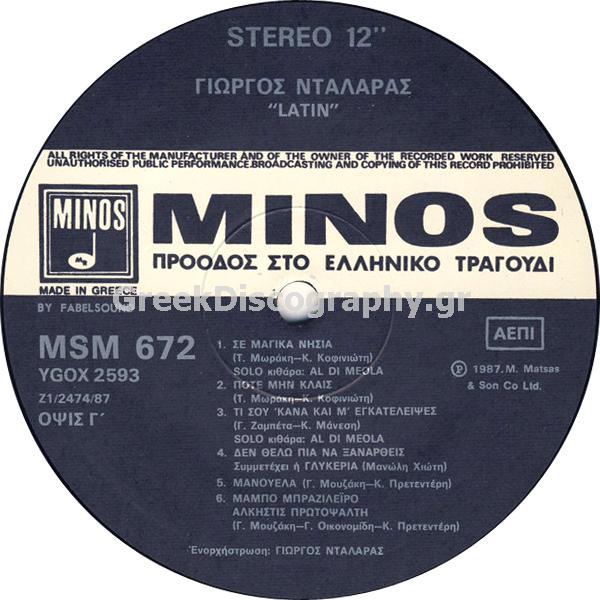 STEREO 12"
ΓΙΩΡΓΟΣ ΝΤΑΛΑΡΑΣ
"LATIN"
ALL RIGHTS OF THE MANUFACTURER AND OF THE OWNER OF THE RECORDED WORK RESERVED
UNAUTHORISED PUBLIC PERFORMANCE.BROADCASTING AND COPYING OF THIS RECORD PROHIBITED
MINOS
MINOS
ΠΡΟΟΔΟΣ ΣΤΟ ΕΛΛΗΝΙΚΟ ΤΡΑΓΟΥΔΙ
MADE IN GREECE
GreekDiscography.gr
BY FABELSOUND
MSM 672
YGOX 2593
Z1/2474/87
ΟΨΙΣ Γ΄
1. ΣΕ ΜΑΓΙΚΑ ΝΗΣΙΑ
(Τ. Μωράκη–Κ. Κοφινιώτη)
SOLO κιθάρα: AL DI MEOLA
2. ΠΟΤΕ ΜΗΝ ΚΛΑΙΣ
(Τ. Μωράκη–Κ. Κοφινιώτη)
3. ΤΙ ΣΟΥ 'ΚΑΝΑ ΚΑΙ Μ' ΕΓΚΑΤΕΛΕΙΨΕΣ
(Γ. Ζαμπέτα–Κ. Μάνεση)
SOLO κιθάρα: AL DI MEOLA
4. ΔΕΝ ΘΕΛΩ ΠΙΑ ΝΑ ΞΑΝΑΡΘΕΙΣ
Συμμετέχει ἡ ΓΛΥΚΕΡΙΑ (Μανώλη Χιώτη)
5. ΜΑΝΟΥΕΛΑ (Γ. Μουζάκη–Κ. Πρετεντέρη)
6. ΜΑΜΠΟ ΜΠΡΑΖΙΛΕΪΡΟ
ΑΛΚΗΣΤΙΣ ΠΡΩΤΟΨΑΛΤΗ
(Γ. Μουζάκη–Γ. Οικονομίδη–Κ. Πρετεντέρη)
Ἐνορχήστρωση: ΓΙΩΡΓΟΣ ΝΤΑΛΑΡΑΣ
ΑΕΠΙ
Ⓟ 1987. M. Matsas
& Son Co Ltd.